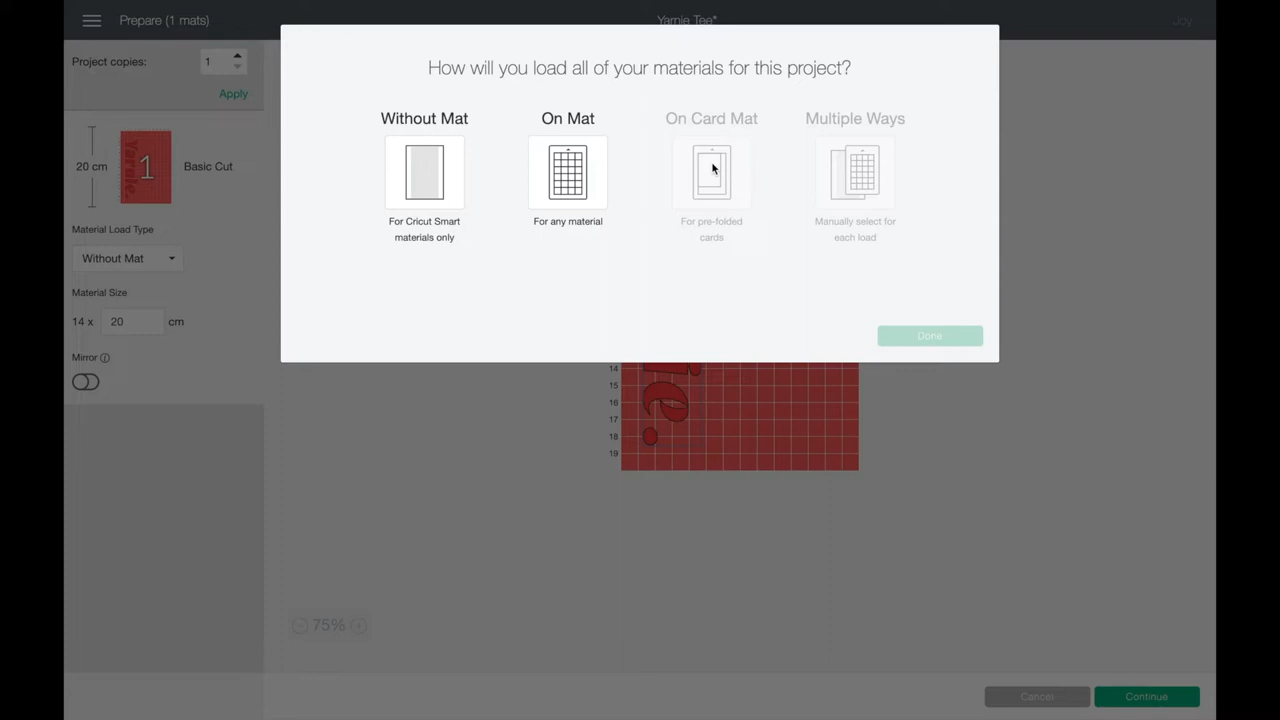 Prepare (1 mats)
Yarnie Tee*
Joy
Project copies:
1
Apply
20 cm
Yarnie.
1
Basic Cut
Material Load Type
Without Mat
Material Size
14 x
20
cm
Mirror
How will you load all of your materials for this project?
Without Mat
For Cricut Smart
materials only
On Mat
For any material
On Card Mat
For pre-folded
cards
Multiple Ways
Manually select for
each load
Done
14
15
16
17
18
19
ie.
75%
Cancel
Continue